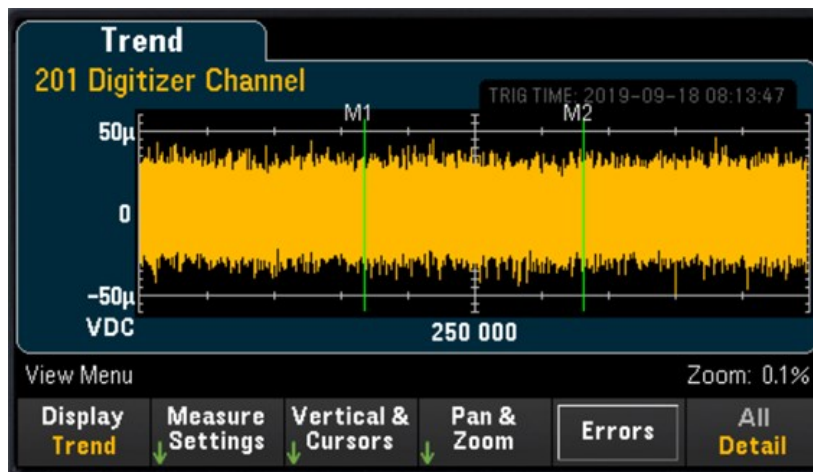 Trend
201 Digitizer Channel
TRIG TIME: 2019-09-18 08:13:47
M1 M2
50µ
0
-50µ
VDC
250 000
View Menu
Zoom: 0.1%
Display Trend
Measure Settings
Vertical & Cursors
Pan & Zoom
Errors
All Detail